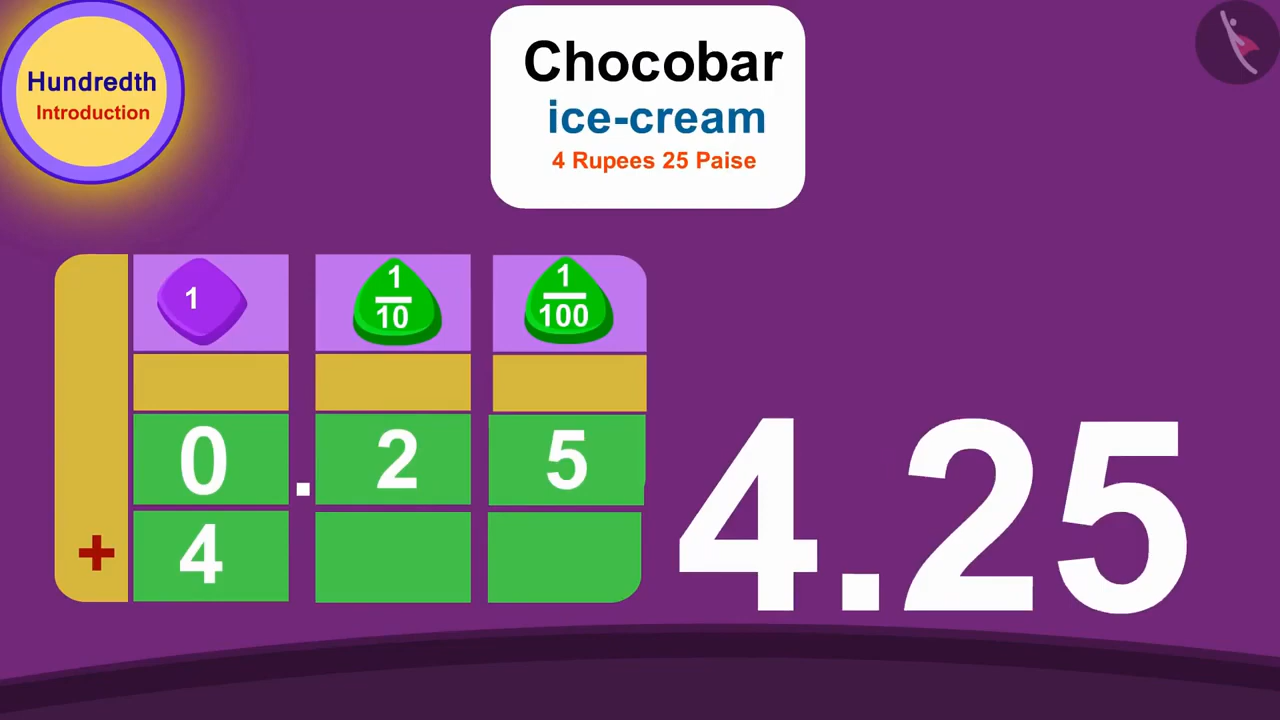 Hundredth
Introduction
Chocobar
ice-cream
4 Rupees 25 Paise
1 1/10 1/100
0 . 2 5
+ 4
4.25